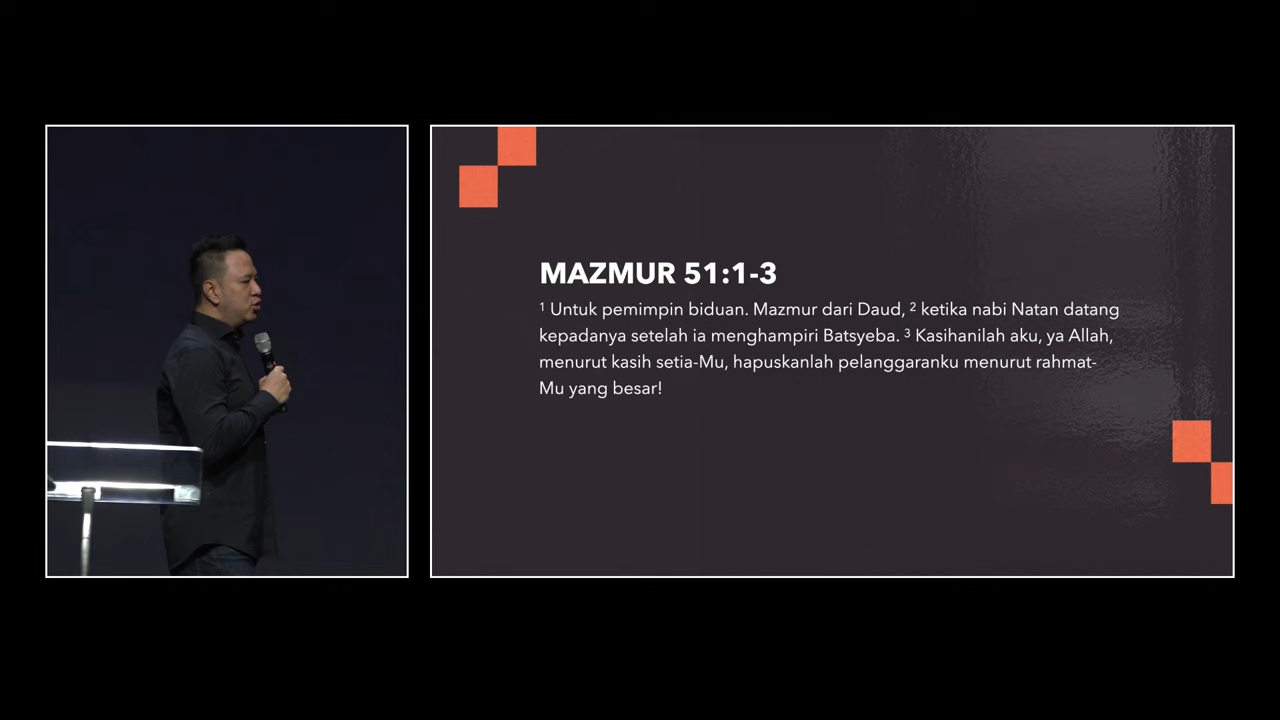 MAZMUR 51:1-3
¹ Untuk pemimpin biduan. Mazmur dari Daud, ² ketika nabi Natan datang
kepadanya setelah ia menghampiri Batsyeba. ³ Kasihanilah aku, ya Allah,
menurut kasih setia-Mu, hapuskanlah pelanggaranku menurut rahmat-
Mu yang besar!